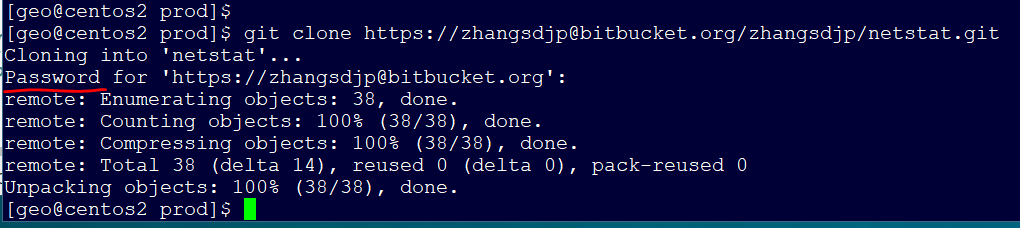 [geo@centos2 prod]$
[geo@centos2 prod]$ git clone https://zhangsdjp@bitbucket.org/zhangsdjp/netstat.git
Cloning into 'netstat'...
Password for 'https://zhangsdjp@bitbucket.org':
remote: Enumerating objects: 38, done.
remote: Counting objects: 100% (38/38), done.
remote: Compressing objects: 100% (38/38), done.
remote: Total 38 (delta 14), reused 0 (delta 0), pack-reused 0
Unpacking objects: 100% (38/38), done.
[geo@centos2 prod]$